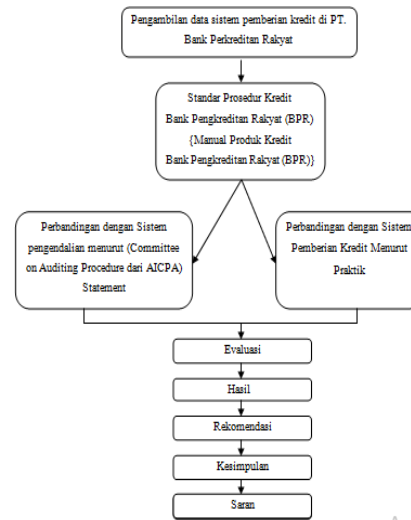 Pengambilan data sistem pemberian kredit di PT.
Bank Perkreditan Rakyat
Standar Prosedur Kredit
Bank Pengkreditan Rakyat (BPR)
{Manual Produk Kredit
Bank Pengkreditan Rakyat (BPR)}
Perbandingan dengan Sistem
pengendalian menurut (Committee
on Auditing Procedure dari AICPA)
Statement
Perbandingan dengan Sistem
Pemberian Kredit Menurut
Praktik
Evaluasi
Hasil
Rekomendasi
Kesimpulan
Saran